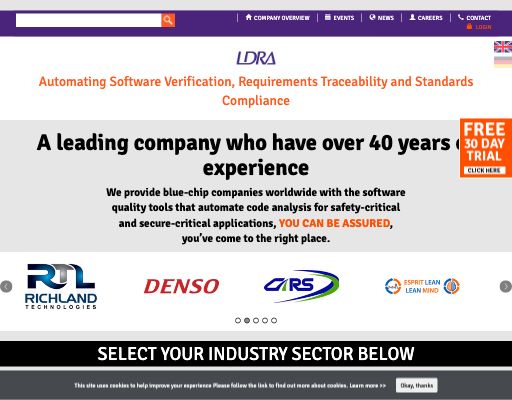 COMPANY OVERVIEW EVENTS NEWS CAREERS CONTACT
LOGIN
LDRA
Automating Software Verification, Requirements Traceability and Standards
Compliance
FREE
30 DAY
TRIAL
CLICK HERE
A leading company who have over 40 years
experience
We provide blue-chip companies worldwide with the software
quality tools that automate code analysis for safety-critical
and secure-critical applications, YOU CAN BE ASSURED,
you've come to the right place.
RTL
RICHLAND
TECHNOLOGIES
DENSO
CARS
ESPRIT LEAN
LEAN MIND
SELECT YOUR INDUSTRY SECTOR BELOW
This site uses cookies to help improve your experience Please follow the link to find out more about cookies. Learn more >> Okay, thanks